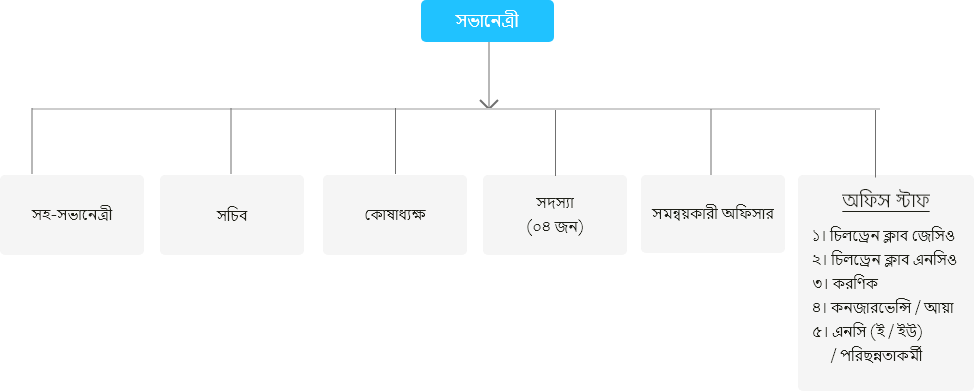 সভানেত্রী
সহ-সভানেত্রী
সচিব
কোষাধ্যক্ষ
সদস্যা
(০৪ জন)
সমন্বয়কারী অফিসার
অফিস স্টাফ
১। চিলড্রেন ক্লাব জেসিও
২। চিলড্রেন ক্লাব এনসিও
৩। করণিক
৪। কনজারভেন্সি / আয়া
৫। এনসি (ই / ইউ)
/ পরিছন্নতাকর্মী